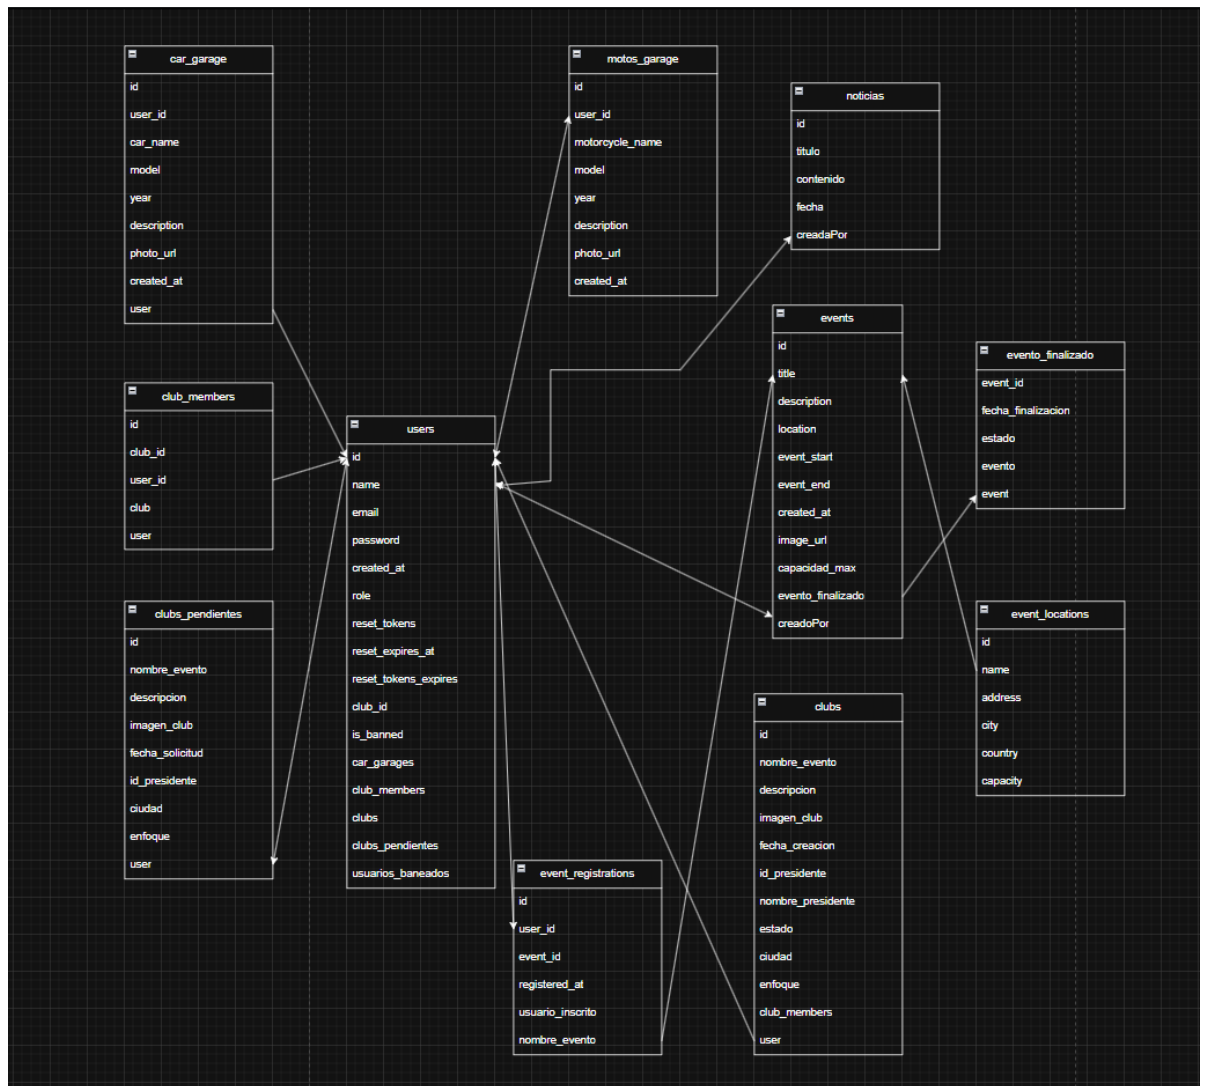 car_garage
id
user_id
car_name
model
year
description
photo_url
created_at
user
motos_garage
id
user_id
motorcycle_name
model
year
description
photo_url
created_at
noticias
id
titulo
contenido
fecha
creadaPor
events
id
title
description
location
event_start
event_end
created_at
image_url
capacidad_max
evento_finalizado
creadoPor
evento_finalizado
event_id
fecha_finalizacion
estado
evento
event
club_members
id
club_id
user_id
club
user
users
id
name
email
password
created_at
role
reset_tokens
reset_expires_at
reset_tokens_expires
club_id
is_banned
car_garages
club_members
clubs
clubs_pendientes
usuarios_baneados
clubs_pendientes
id
nombre_evento
descripcion
imagen_club
fecha_solicitud
id_presidente
ciudad
enfoque
user
event_locations
id
name
address
city
country
capacity
clubs
id
nombre_evento
descripcion
imagen_club
fecha_creacion
id_presidente
nombre_presidente
estado
ciudad
enfoque
club_members
user
event_registrations
id
user_id
event_id
registered_at
usuario_inscrito
nombre_evento